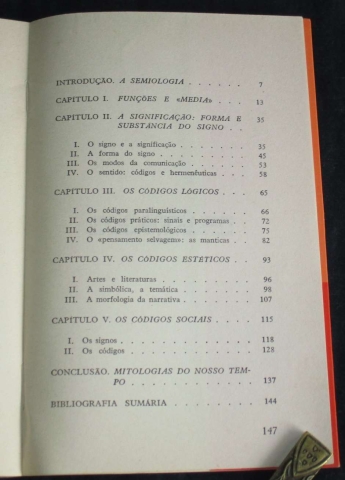 INTRODUÇÃO. A SEMIOLOGIA . . . . . . 7
CAPITULO I. FUNÇÕES E «MEDIA» . . . 13
CAPITULO II. A SIGNIFICAÇÃO: FORMA E
SUBSTANCIA DO SIGNO . . 35
I. O signo e a significação . . . . . . . . 35
II. A forma do signo . . . . . . . . . . 45
III. Os modos da comunicação . . . . . . 53
IV. O sentido: códigos e hermenêuticas . . . 58
CAPITULO III. OS CÓDIGOS LÓGICOS . . . 65
I. Os códigos paralinguísticos . . . . . . . 66
II. Os códigos práticos: sinais e programas . . 72
III. Os códigos epistemológicos . . . . . . 75
IV. O «pensamento selvagem»: as manticas . . 82
CAPITULO IV. OS CÓDIGOS ESTETICOS . . 93
I. Artes e literaturas . . . . . . . . . . 96
II. A simbólica, a temática . . . . . . . . 98
III. A morfologia da narrativa . . . . . . . 107
CAPITULO V. OS CÓDIGOS SOCIAIS . . . . 115
I. Os signos . . . . . . . . . . . . . 118
II. Os códigos . . . . . . . . . . . . 128
CONCLUSÃO. MITOLOGIAS DO NOSSO TEM-
PO . . . . . . . . . . . 137
BIBLIOGRAFIA SUMÁRIA . . . . . . . . 144
147